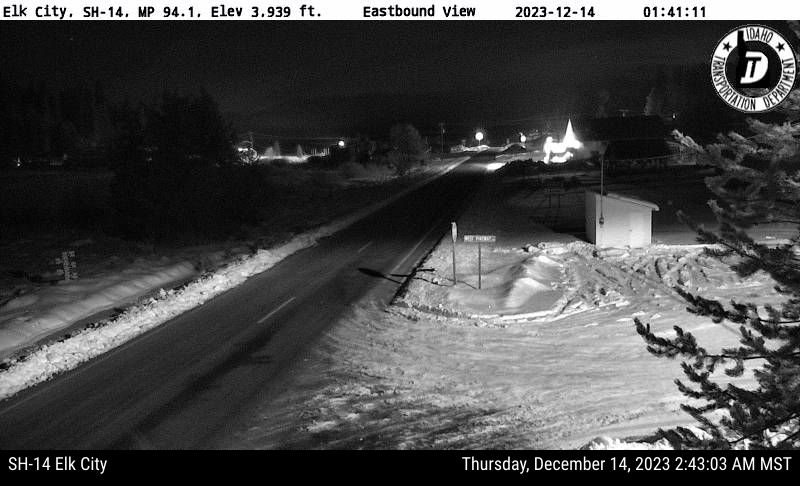 Elk City, SH-14, MP 94.1, Elev 3,939 ft. Eastbound View 2023-12-14 01:41:11
IDAHO
TRANSPORTATION DEPARTMENT
SH-14 Elk City Thursday, December 14, 2023 2:43:03 AM MST